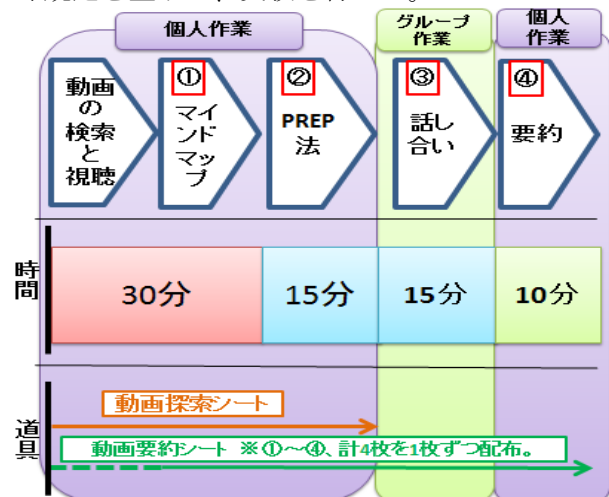 個人作業
グループ
作業
個人
作業
動画
の
検索
と
視聴
①
マイ
ンド
マッ
プ
②
PREP
法
③
話し
合い
④
要約
時間
30分
15分
15分
10分
道具
動画探索シート
動画要約シート ※①~④、計4枚を1枚ずつ配布。